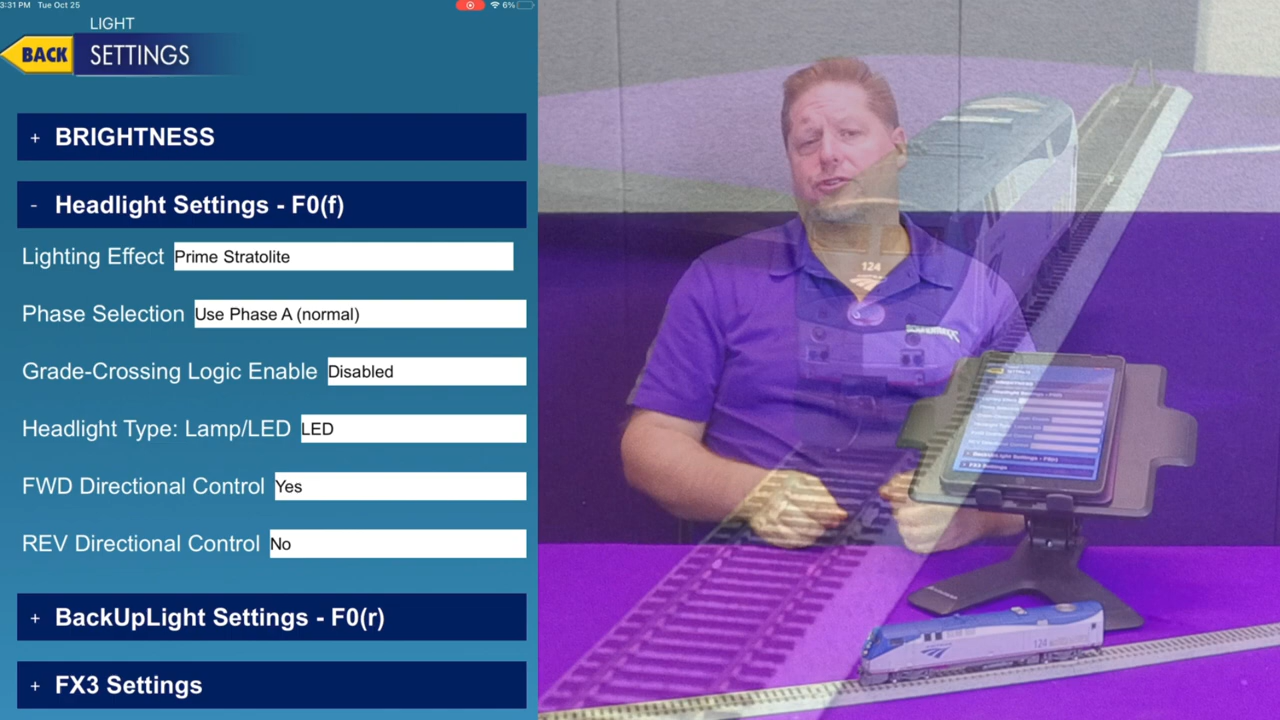 3:31 PM Tue Oct 25
6%
LIGHT
BACK SETTINGS
+ BRIGHTNESS
- Headlight Settings - F0(f)
Lighting Effect Prime Stratolite
Phase Selection Use Phase A (normal)
Grade-Crossing Logic Enable Disabled
Headlight Type: Lamp/LED LED
FWD Directional Control Yes
REV Directional Control No
+ BackUpLight Settings - F0(r)
+ FX3 Settings
124
124